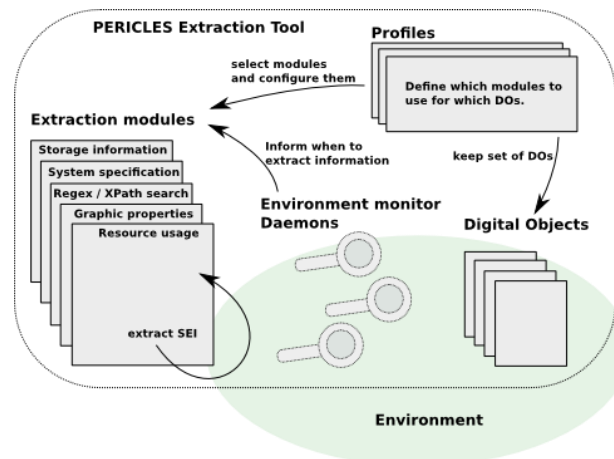 PERICLES Extraction Tool
Profiles
select modules
and configure them
Define which modules to
use for which DOs.
Extraction modules
Inform when to
extract information
keep set of DOs
Storage information
System specification
Regex / XPath search
Graphic properties
Resource usage
extract SEI
Environment monitor
Daemons
Digital Objects
Environment